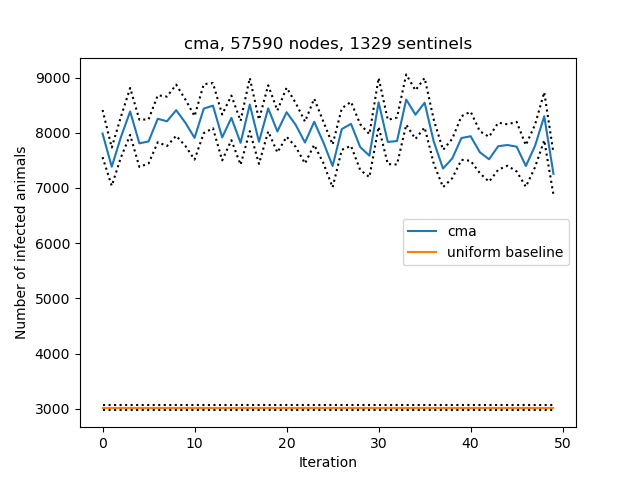 cma, 57590 nodes, 1329 sentinels
Number of infected animals
9000
8000
7000
6000
5000
4000
3000
cma
uniform baseline
0
10
20
30
40
50
Iteration